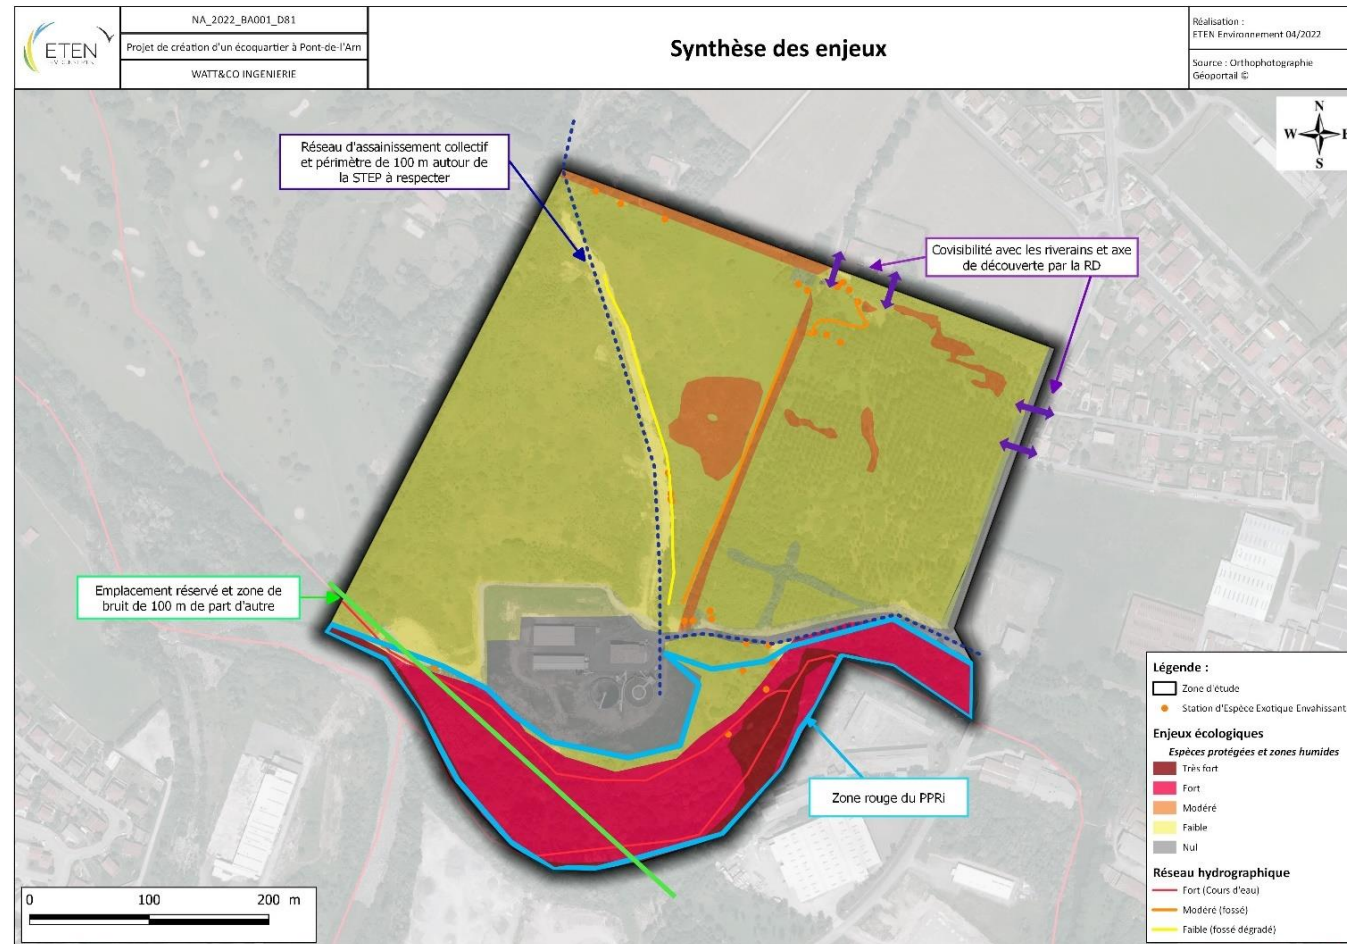 ETEN
NA_2022_BA001_D81
Projet de création d'un écoquartier à Pont-de-l'Arn
WATT&CO INGENIERIE
Synthèse des enjeux
Réalisation :
ETEN Environnement 04/2022
Source : Orthophotographie
Géoportail ©
N
W E
S
Réseau d'assainissement collectif
et périmètre de 100 m autour de
la STEP à respecter
Covisibilité avec les riverains et axe
de découverte par la RD
Emplacement réservé et zone de
bruit de 100 m de part d'autre
Zone rouge du PPRi
Légende :
Zone d'étude
Station d'Espèce Exotique Envahissant
Enjeux écologiques
Espèces protégées et zones humides
Très fort
Fort
Modéré
Faible
Nul
Réseau hydrographique
Fort (Cours d'eau)
Modéré (fossé)
Faible (fossé dégradé)
0 100 200 m